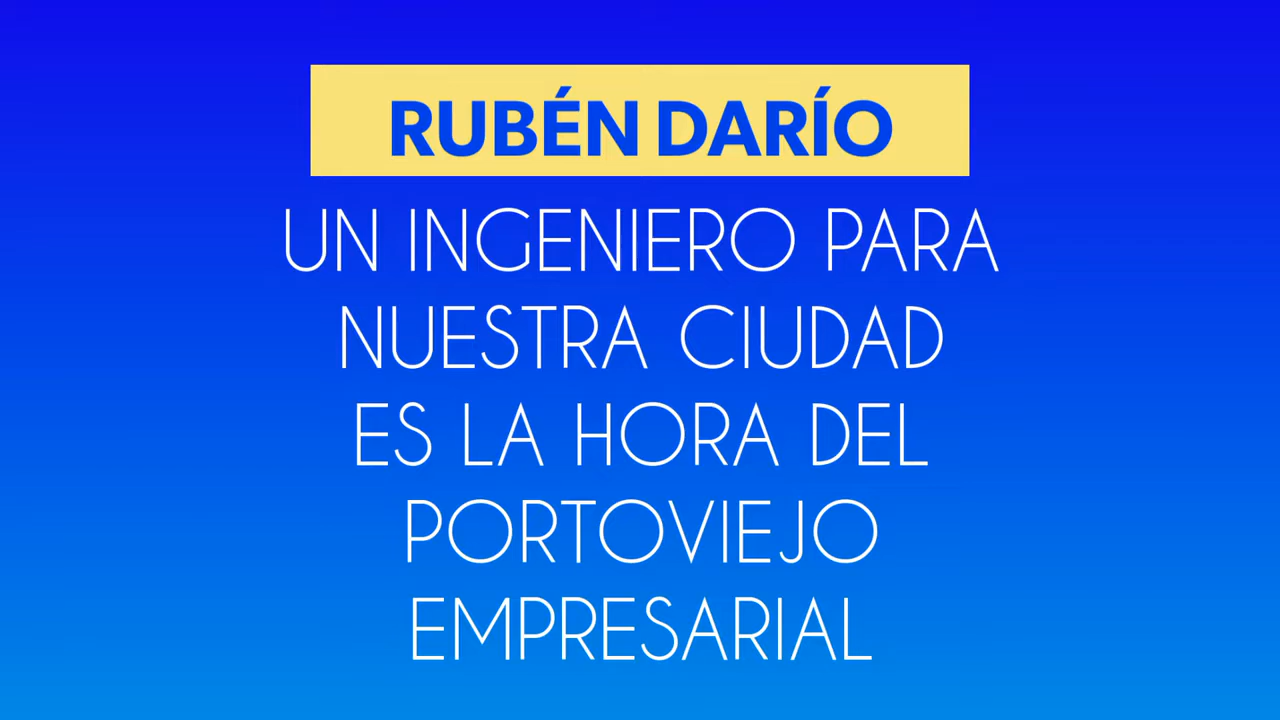 RUBÉN DARÍO
UN INGENIERO PARA
NUESTRA CIUDAD
ES LA HORA DEL
PORTOVIEJO
EMPRESARIAL